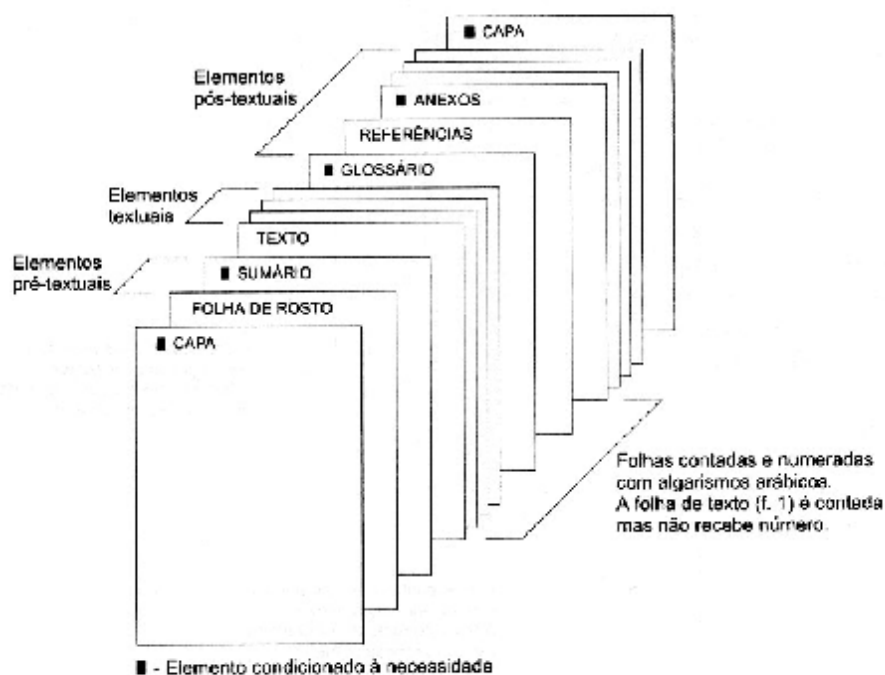 ■ CAPA
Elementos
pós-textuais
■ ANEXOS
REFERÊNCIAS
■ GLOSSÁRIO
Elementos
textuais
TEXTO
Elementos
pré-textuais
■ SUMÁRIO
FOLHA DE ROSTO
■ CAPA
Folhas contadas e numeradas
com algarismos arábicos.
A folha de texto (f. 1) é contada
mas não recebe número.
■ - Elemento condicionado à necessidade